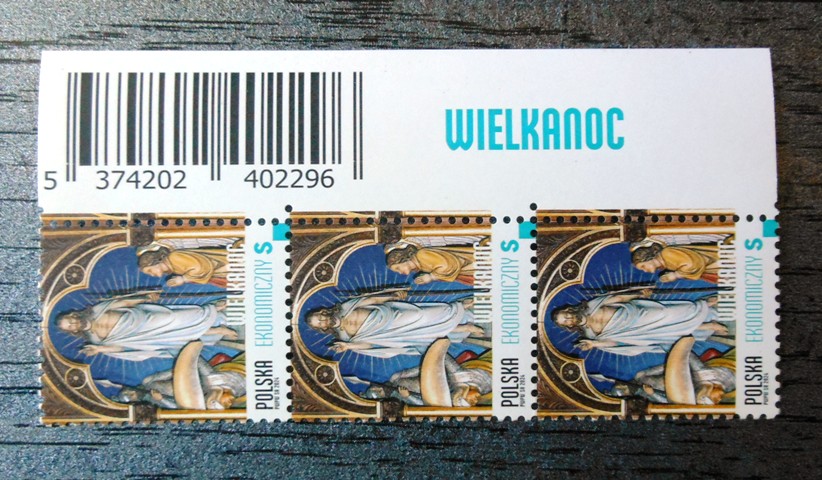 WIELKANOC
5 374202 402296
WIELKANOC
EKONOMICZNY S
POLSKA
WIELKANOC
EKONOMICZNY S
POLSKA
WIELKANOC
EKONOMICZNY S
POLSKA